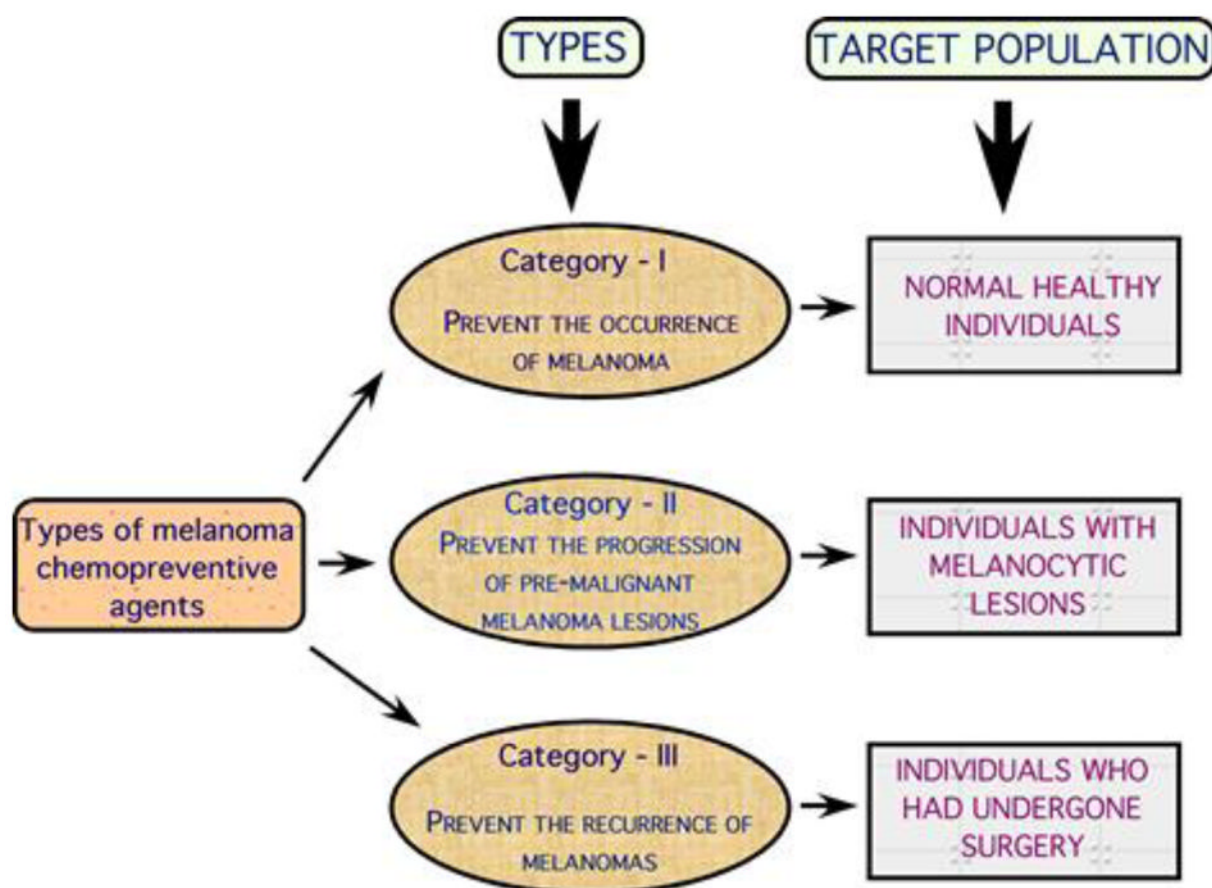 TYPES
TARGET POPULATION
Category - I
PREVENT THE OCCURRENCE
OF MELANOMA
NORMAL HEALTHY
INDIVIDUALS
Types of melanoma
chemopreventive
agents
Category - II
PREVENT THE PROGRESSION
OF PRE-MALIGNANT
MELANOMA LESIONS
INDIVIDUALS WITH
MELANOCYTIC
LESIONS
Category - III
PREVENT THE RECURRENCE OF
MELANOMAS
INDIVIDUALS WHO
HAD UNDERGONE
SURGERY